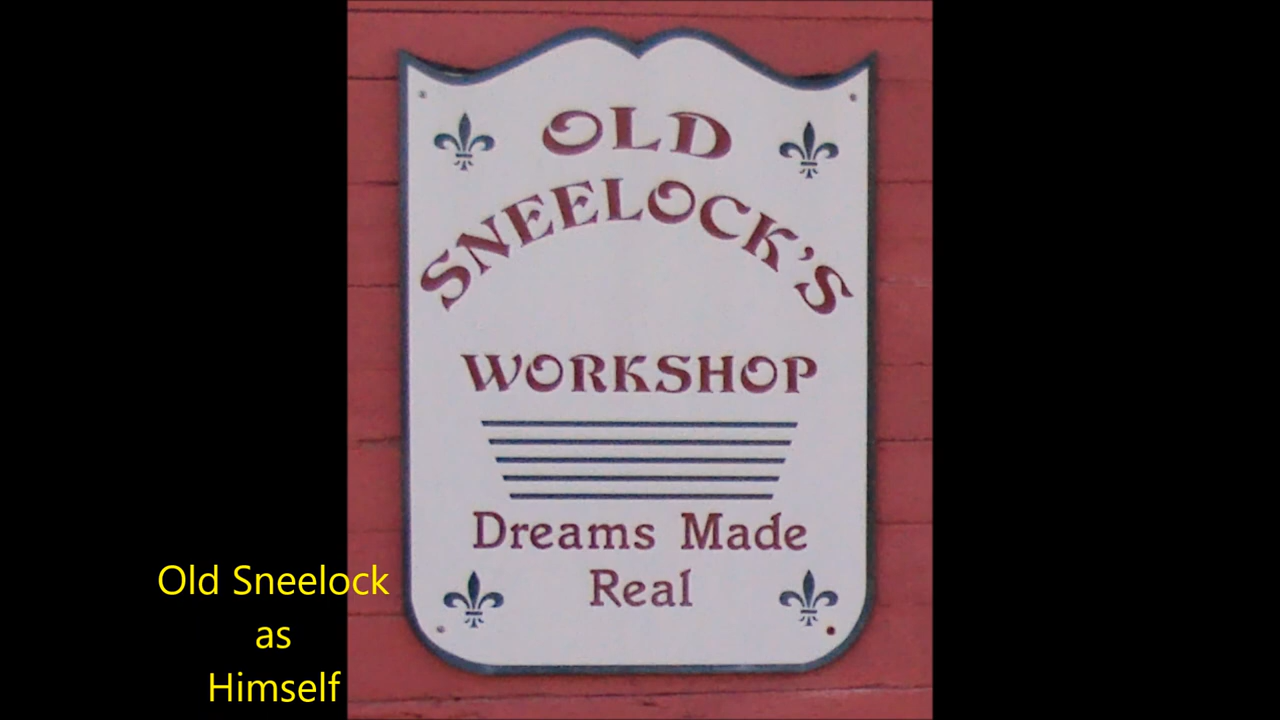 OLD
SNEELOCK'S
WORKSHOP
Dreams Made
Real
Old Sneelock
as
Himself